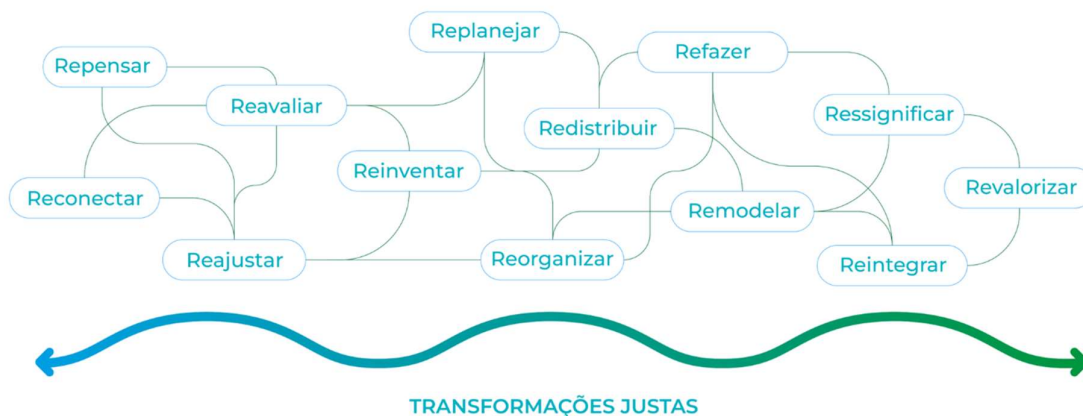 Replanejar
Refazer
Repensar
Reavaliar
Ressignificar
Redistribuir
Reinventar
Revalorizar
Reconectar
Remodelar
Reajustar
Reorganizar
Reintegrar
TRANSFORMAÇÕES JUSTAS